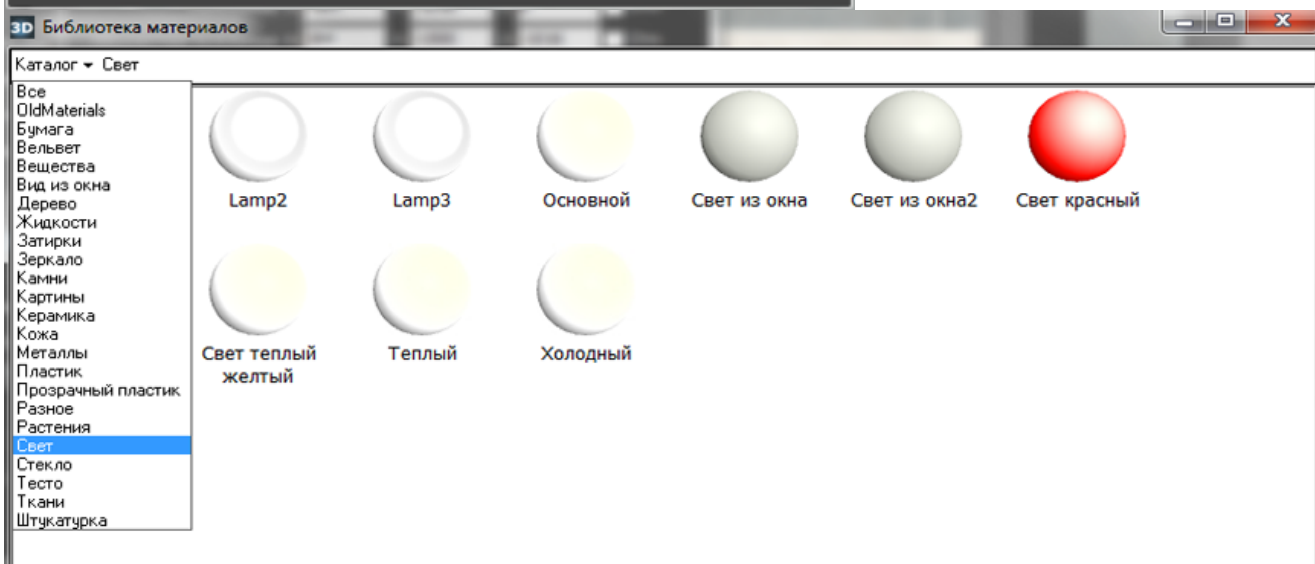 3D Библиотека материалов
Каталог Свет
Все
OldMaterials
Бумага
Вельвет
Вещества
Вид из окна
Дерево
Жидкости
Затирки
Зеркало
Камни
Картины
Керамика
Кожа
Металлы
Пластик
Прозрачный пластик
Разное
Растения
Свет
Стекло
Тесто
Ткани
Штукатурка
Lamp2 Lamp3 Основной Свет из окна Свет из окна2 Свет красный
Свет теплый Теплый Холодный
желтый